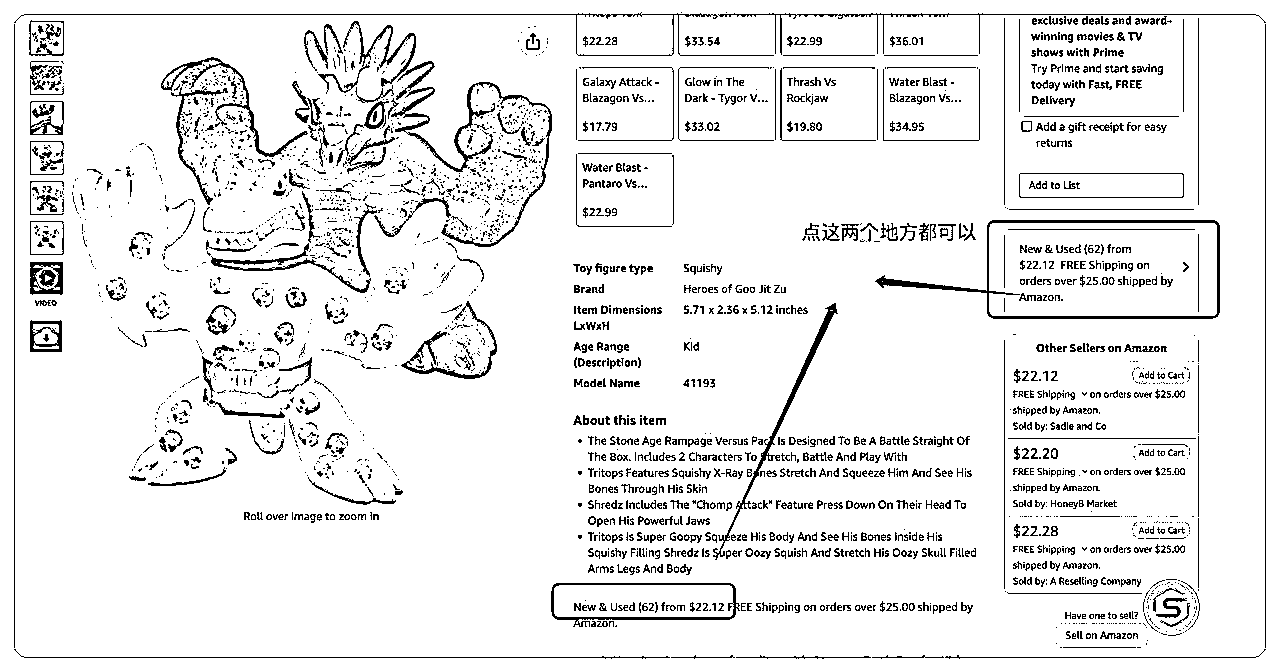 $22.28
$33.54
$22.99
$36.01
Galaxy Attack -
Blazagon Vs...
$17.79
Glow in The
Dark - Tygor V...
$33.02
Thrash Vs
Rockjaw
$19.80
Water Blast -
Blazagon Vs...
$34.95
Water Blast -
Pantaro Vs...
$22.99
VIDEO
Roll over image to zoom in
Toy figure type Squishy
Brand Heroes of Goo Jit Zu
Item Dimensions 5.71 x 2.36 x 5.12 inches
LxWxH
Age Range Kid
(Description)
Model Name 41193
About this item
• The Stone Age Rampage Versus Pack Is Designed To Be A Battle Straight Of
The Box. Includes 2 Characters To Stretch, Battle And Play With
• Tritops Features Squishy X-Ray Bones Stretch And Squeeze Him And See His
Bones Through His Skin
• Shredz Includes The "Chomp Attack" Feature Press Down On Their Head To
Open His Powerful Jaws
• Tritops Is Super Goopy Squeeze His Body And See His Bones Inside His
Squishy Filling Shredz Is Super Oozy Squish And Stretch His Oozy Skull Filled
Arms Legs And Body
New & Used (62) from $22.12 FREE Shipping on orders over $25.00 shipped by
Amazon.
点这两个地方都可以
exclusive deals and award-
winning movies & TV
shows with Prime
Try Prime and start saving
today with Fast, FREE
Delivery
Add a gift receipt for easy
returns
Add to List
New & Used (62) from
$22.12 FREE Shipping on
orders over $25.00 shipped by
Amazon.
Other Sellers on Amazon
$22.12 Add to Cart
FREE Shipping on orders over $25.00
shipped by Amazon.
Sold by: Sadie and Co
$22.20 Add to Cart
FREE Shipping on orders over $25.00
shipped by Amazon.
Sold by: HoneyB Market
$22.28 Add to Cart
FREE Shipping on orders over $25.00
shipped by Amazon.
Sold by: A Reselling Company
Have one to sell?
Sell on Amazon